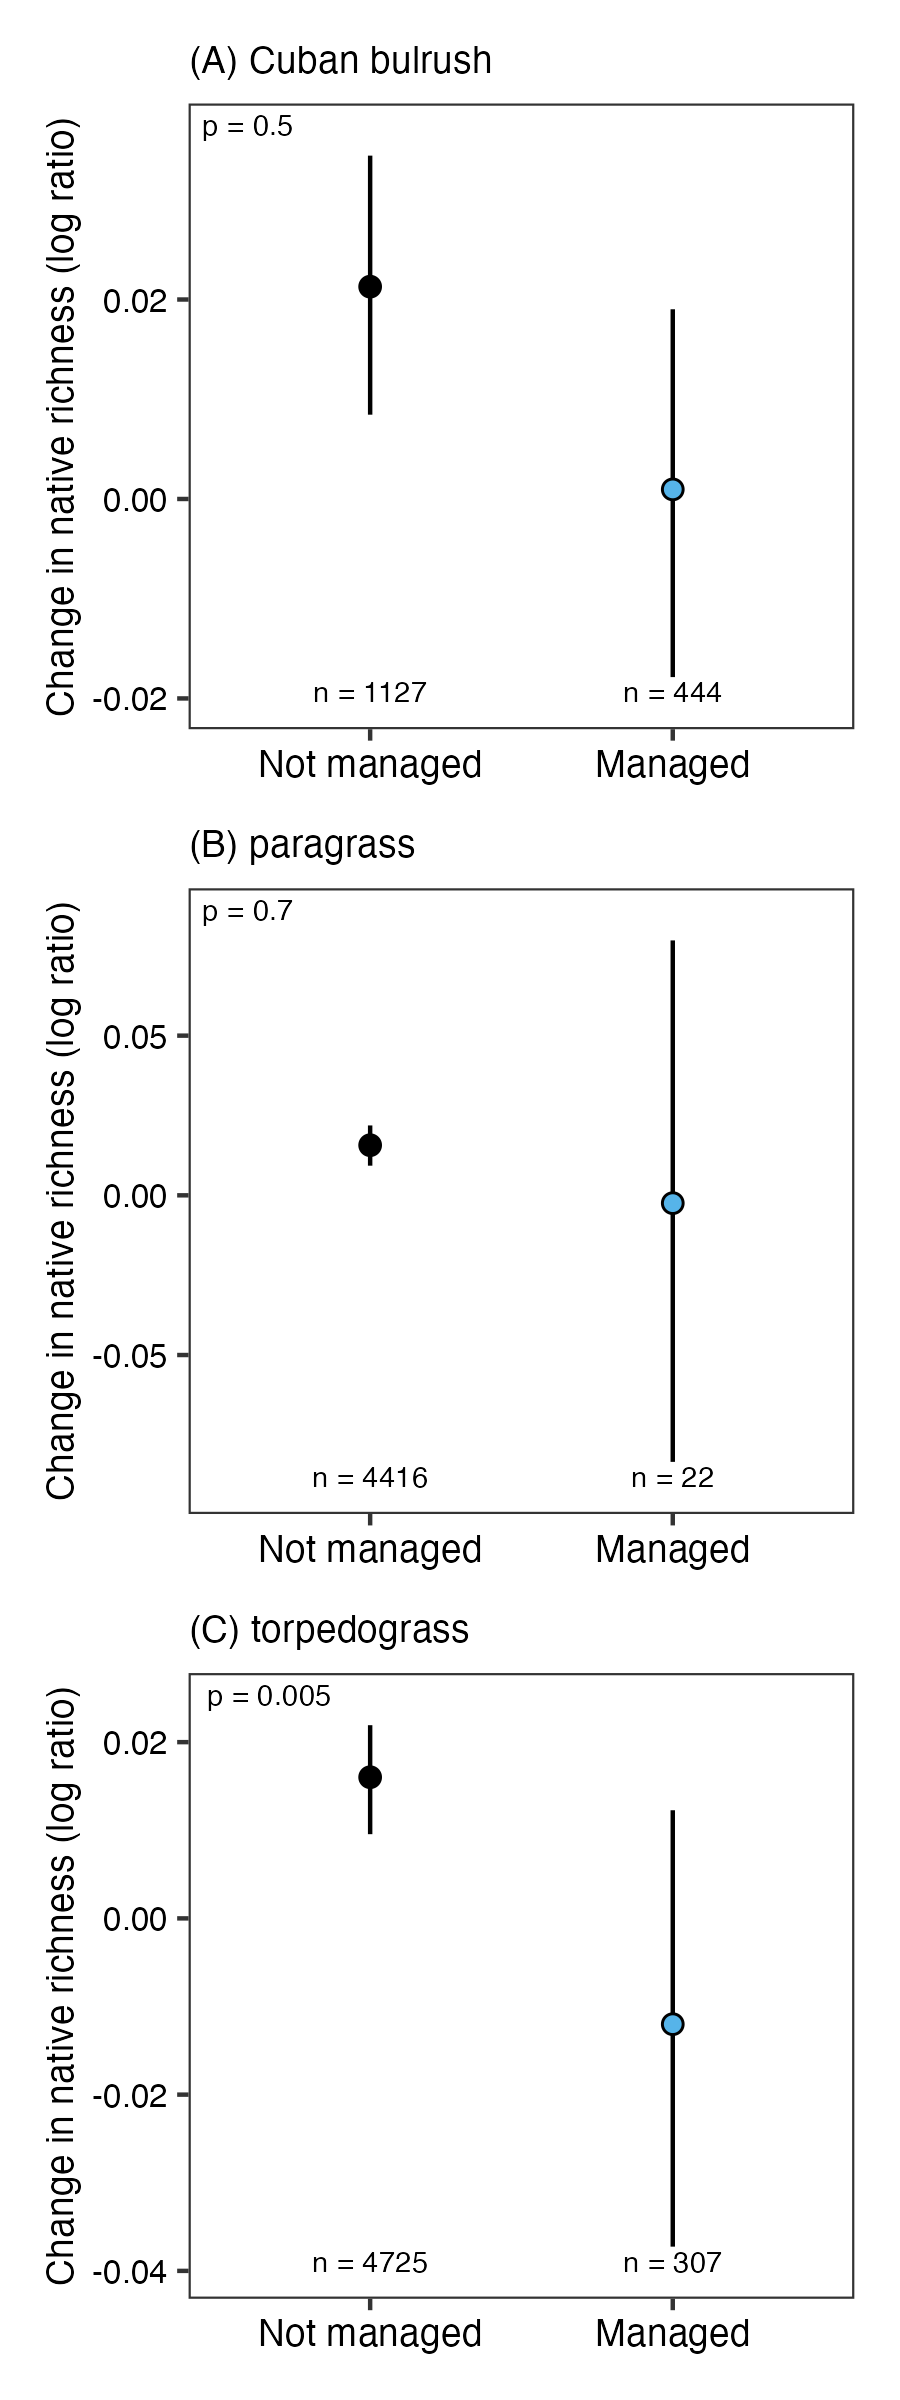 (A) Cuban bulrush
p = 0.5
Change in native richness (log ratio)
0.02
0.00
-0.02
n = 1127
n = 444
Not managed
Managed
(B) paragrass
p = 0.7
Change in native richness (log ratio)
0.05
0.00
-0.05
n = 4416
n = 22
Not managed
Managed
(C) torpedograss
p = 0.005
Change in native richness (log ratio)
0.02
0.00
-0.02
-0.04
n = 4725
n = 307
Not managed
Managed